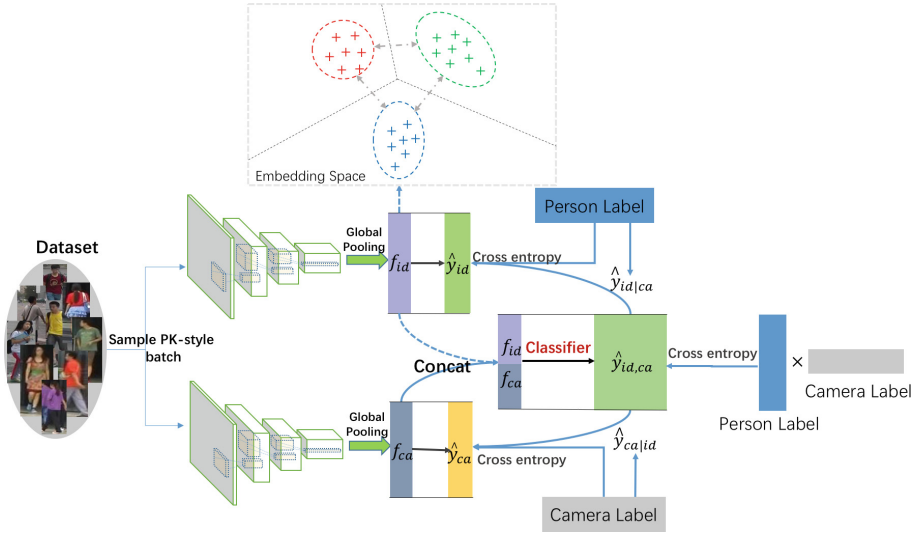 Embedding Space
Dataset
Sample PK-style
batch
Global
Pooling
f_id
ŷ_id
Person Label
Cross entropy
ŷ_id|ca
f_id
f_ca
Classifier
ŷ_id,ca
Concat
Cross entropy
×
Person Label
Camera Label
Global
Pooling
f_ca
ŷ_ca
Cross entropy
ŷ_ca|id
Camera Label